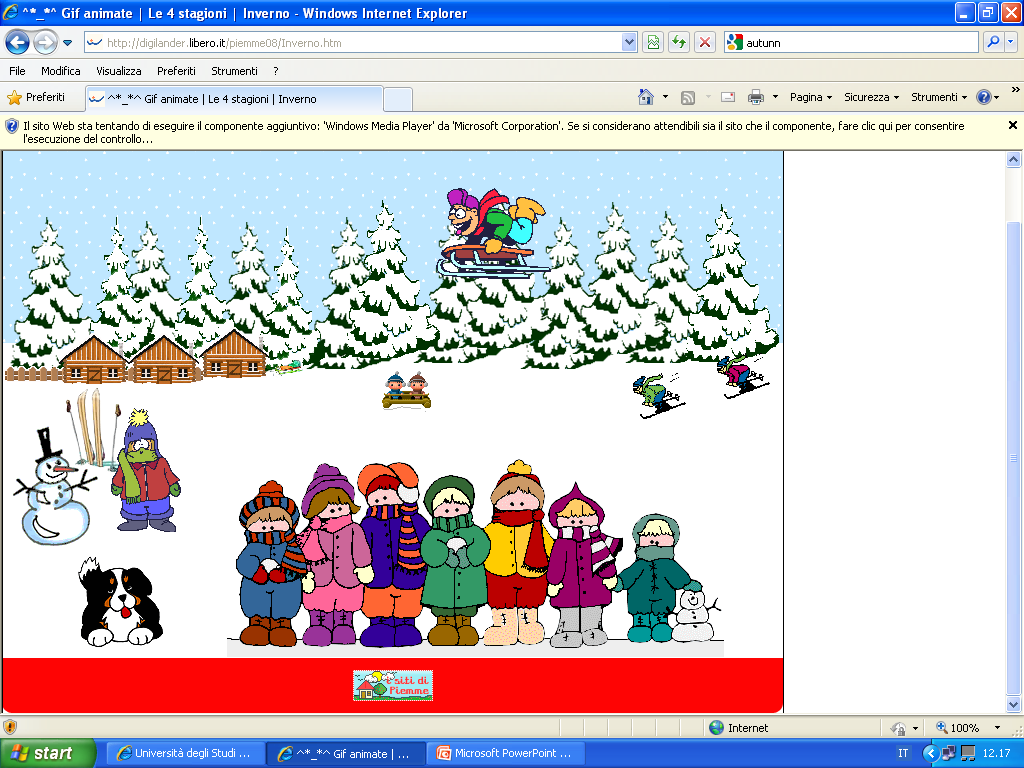 ^*_*^ Gif animate | Le 4 stagioni | Inverno - Windows Internet Explorer
http://digilander.libero.it/piemme08/Inverno.htm
autunn
File Modifica Visualizza Preferiti Strumenti ?
Preferiti ^*_*^ Gif animate | Le 4 stagioni | Inverno Pagina Sicurezza Strumenti
Il sito Web sta tentando di eseguire il componente aggiuntivo: 'Windows Media Player' da 'Microsoft Corporation'. Se si considerano attendibili sia il sito che il componente, fare clic qui per consentire
l'esecuzione del controllo...
I siti di
Piemme
Internet 100%
start Università degli Studi ... ^*_*^ Gif animate | ... Microsoft PowerPoint ... IT 12.17